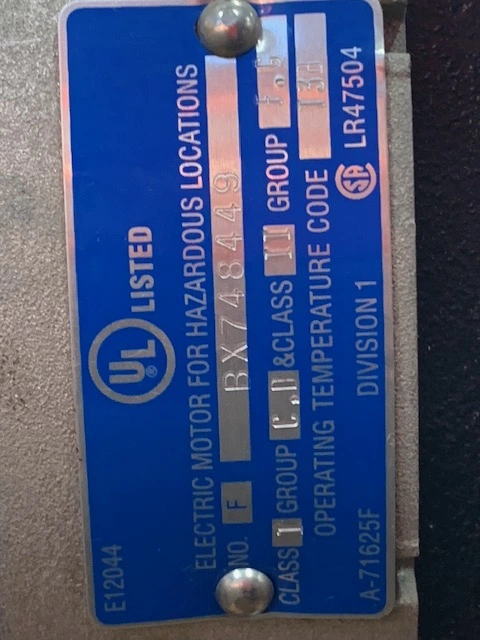 E12044
UL LISTED
ELECTRIC MOTOR FOR HAZARDOUS LOCATIONS
NO. F BX748449
CLASS I GROUP C,D & CLASS II GROUP
OPERATING TEMPERATURE CODE
A-71625F DIVISION 1 SA LR47504